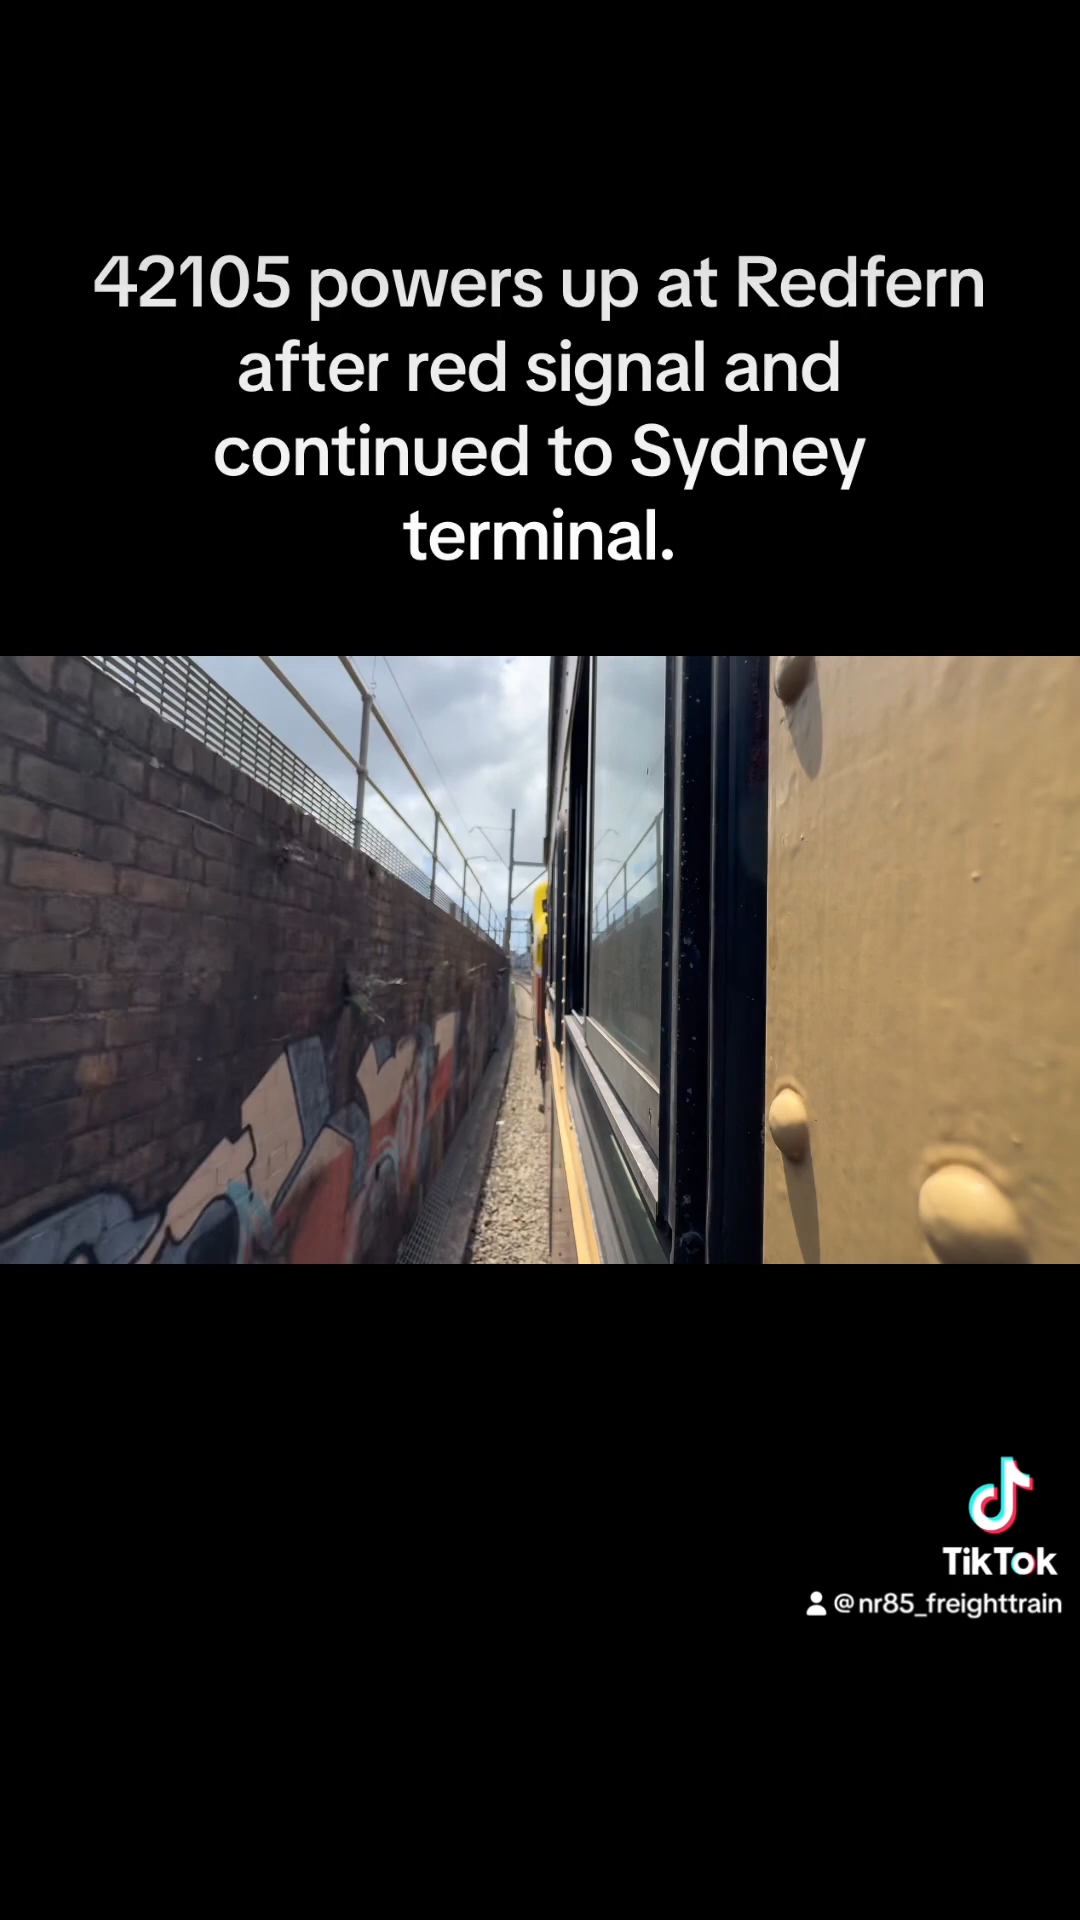 42105 powers up at Redfern
after red signal and
continued to Sydney
terminal.
TikTok
@nr85_freighttrain